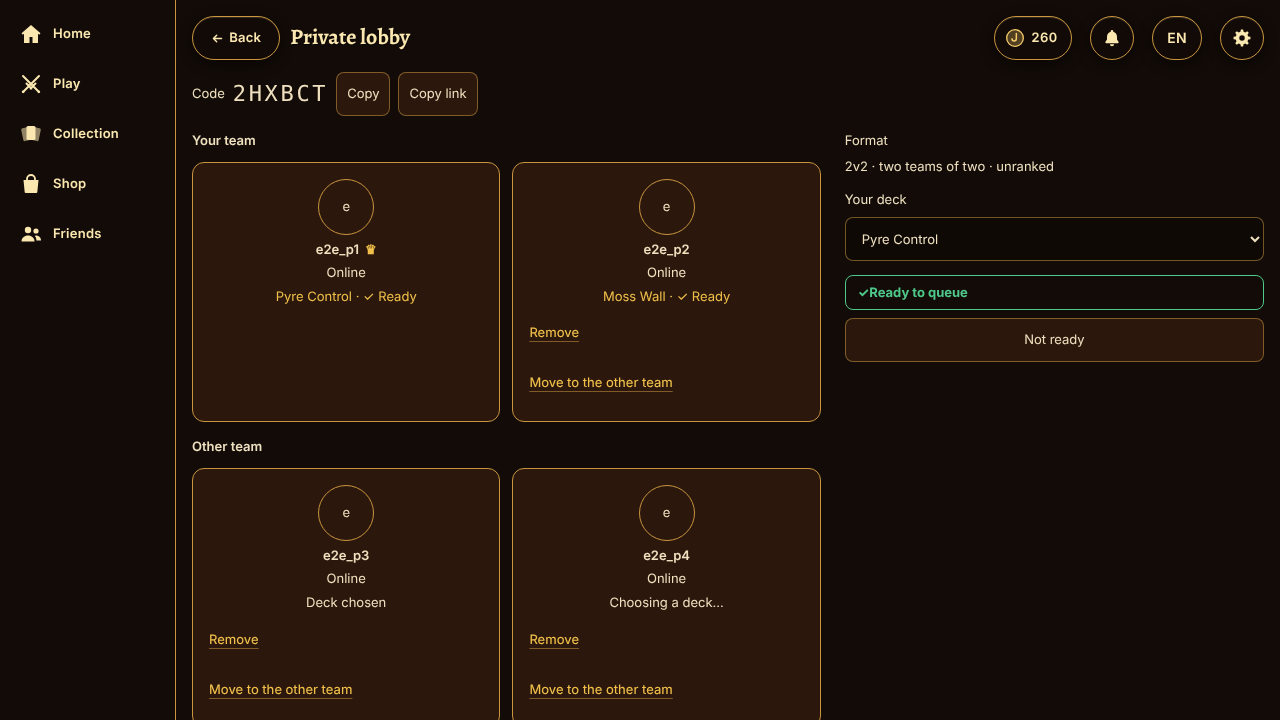 Home
Play
Collection
Shop
Friends
← Back
Private lobby
J 260
EN
Code 2HXBCT Copy Copy link
Your team
e
e2e_p1 ♛
Online
Pyre Control · ✓ Ready
e
e2e_p2
Online
Moss Wall · ✓ Ready
Remove
Move to the other team
Other team
e
e2e_p3
Online
Deck chosen
Remove
Move to the other team
e
e2e_p4
Online
Choosing a deck...
Remove
Move to the other team
Format
2v2 · two teams of two · unranked
Your deck
Pyre Control
✓Ready to queue
Not ready